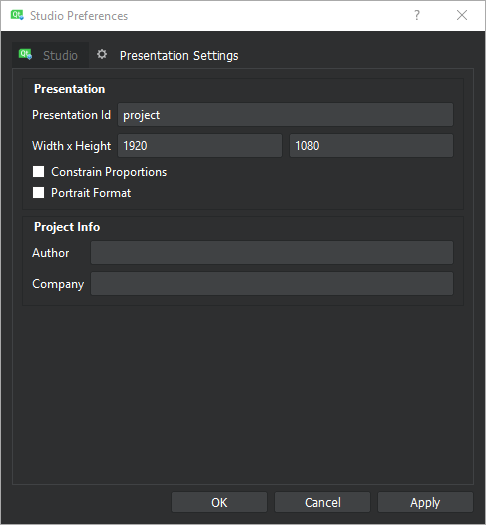 Studio Preferences
?
Qt Studio Presentation Settings
Presentation
Presentation Id project
Width x Height 1920 1080
Constrain Proportions
Portrait Format
Project Info
Author
Company
OK Cancel Apply